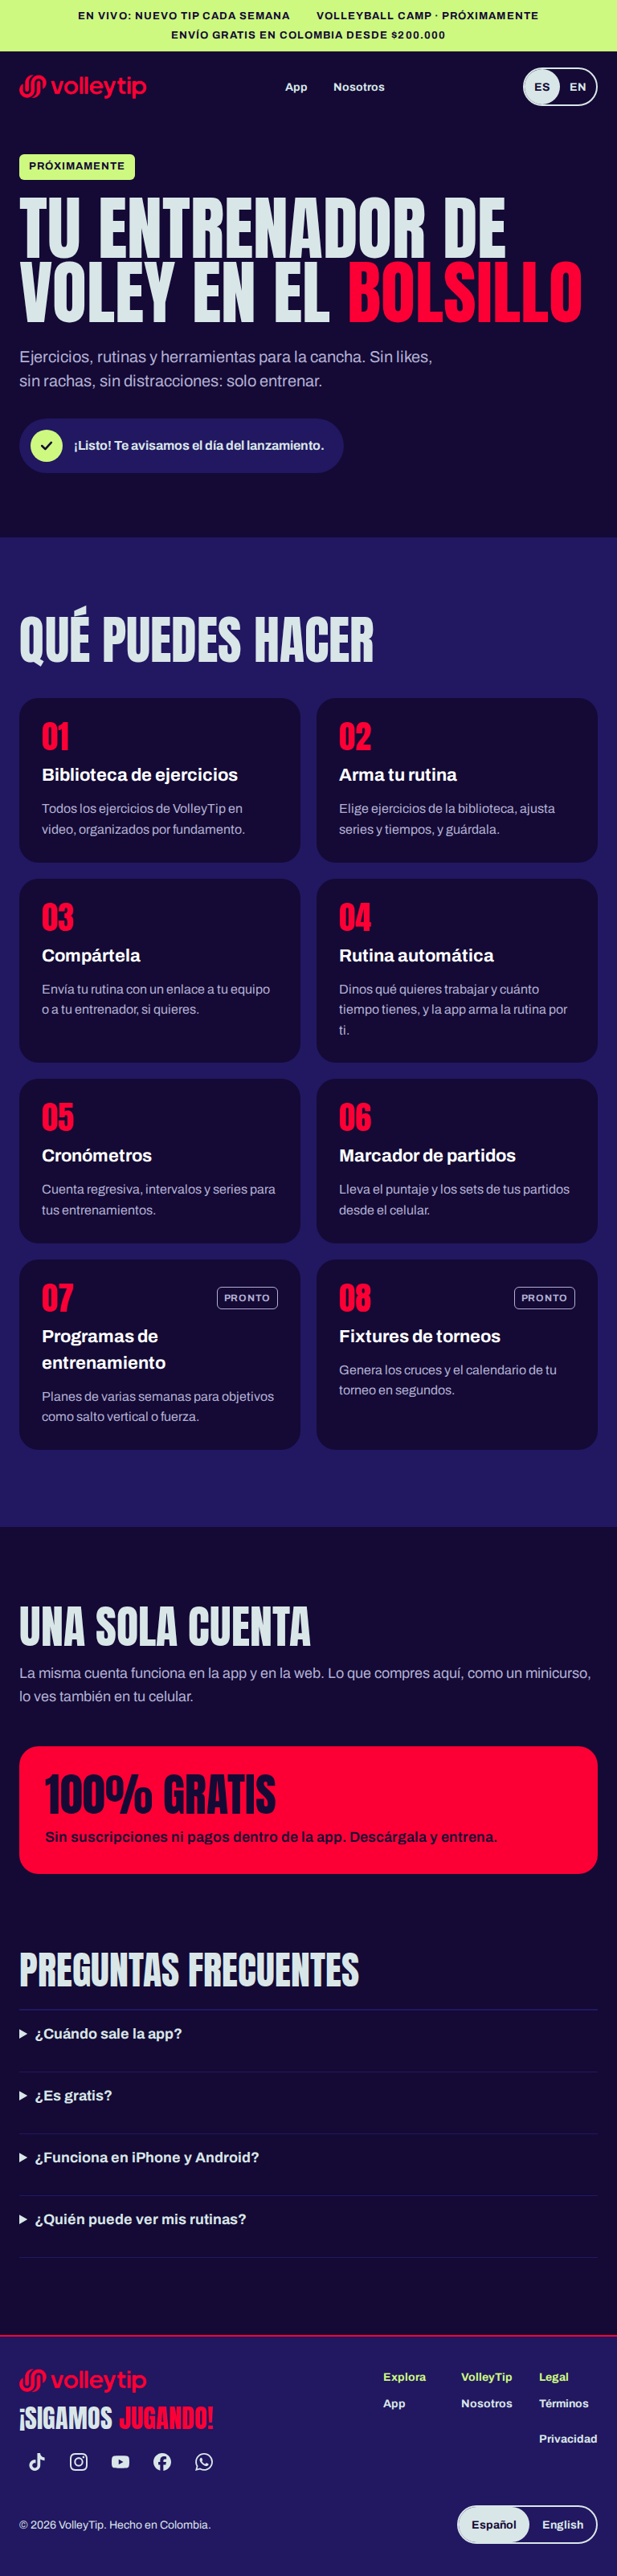 EN VIVO: NUEVO TIP CADA SEMANA VOLLEYBALL CAMP · PRÓXIMAMENTE
ENVÍO GRATIS EN COLOMBIA DESDE $200.000
volleytip App Nosotros ES EN
PRÓXIMAMENTE
TU ENTRENADOR DE
VOLEY EN EL BOLSILLO
Ejercicios, rutinas y herramientas para la cancha. Sin likes,
sin rachas, sin distracciones: solo entrenar.
¡Listo! Te avisamos el día del lanzamiento.
QUÉ PUEDES HACER
01
Biblioteca de ejercicios
Todos los ejercicios de VolleyTip en
video, organizados por fundamento.
02
Arma tu rutina
Elige ejercicios de la biblioteca, ajusta
series y tiempos, y guárdala.
03
Compártela
Envía tu rutina con un enlace a tu equipo
o a tu entrenador, si quieres.
04
Rutina automática
Dinos qué quieres trabajar y cuánto
tiempo tienes, y la app arma la rutina por
ti.
05
Cronómetros
Cuenta regresiva, intervalos y series para
tus entrenamientos.
06
Marcador de partidos
Lleva el puntaje y los sets de tus partidos
desde el celular.
07 PRONTO
Programas de
entrenamiento
Planes de varias semanas para objetivos
como salto vertical o fuerza.
08 PRONTO
Fixtures de torneos
Genera los cruces y el calendario de tu
torneo en segundos.
UNA SOLA CUENTA
La misma cuenta funciona en la app y en la web. Lo que compres aquí, como un minicurso,
lo ves también en tu celular.
100% GRATIS
Sin suscripciones ni pagos dentro de la app. Descárgala y entrena.
PREGUNTAS FRECUENTES
¿Cuándo sale la app?
¿Es gratis?
¿Funciona en iPhone y Android?
¿Quién puede ver mis rutinas?
volleytip
¡SIGAMOS JUGANDO!
Explora
App
VolleyTip
Nosotros
Legal
Términos
Privacidad
© 2026 VolleyTip. Hecho en Colombia.
Español English